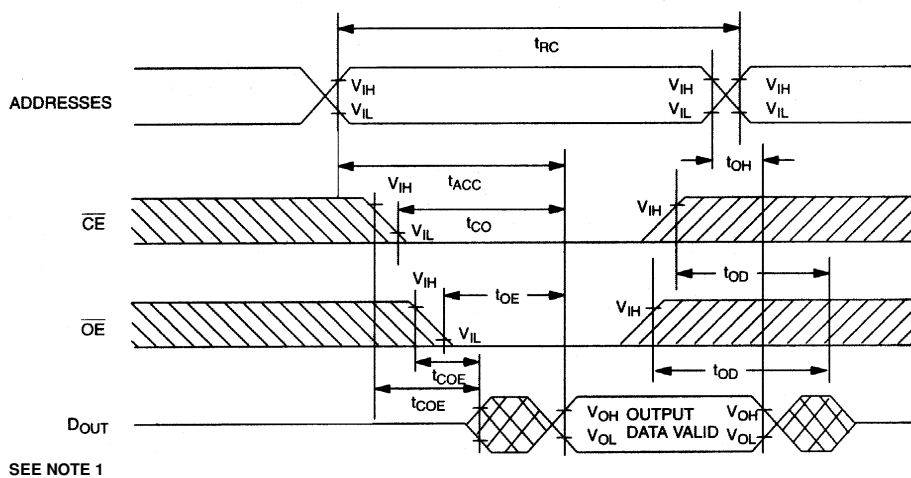 tRC
ADDRESSES
VIH
VIL
VIH
VIL
VIH
VIL
tOH
tACC
VIH
CE
tCO
VIL
VIH
tOD
VIH
OE
tOE
VIL
VIH
tCOE
tOD
tCOE
DOUT
VOH OUTPUT VOH
VOL DATA VALID VOL
SEE NOTE 1